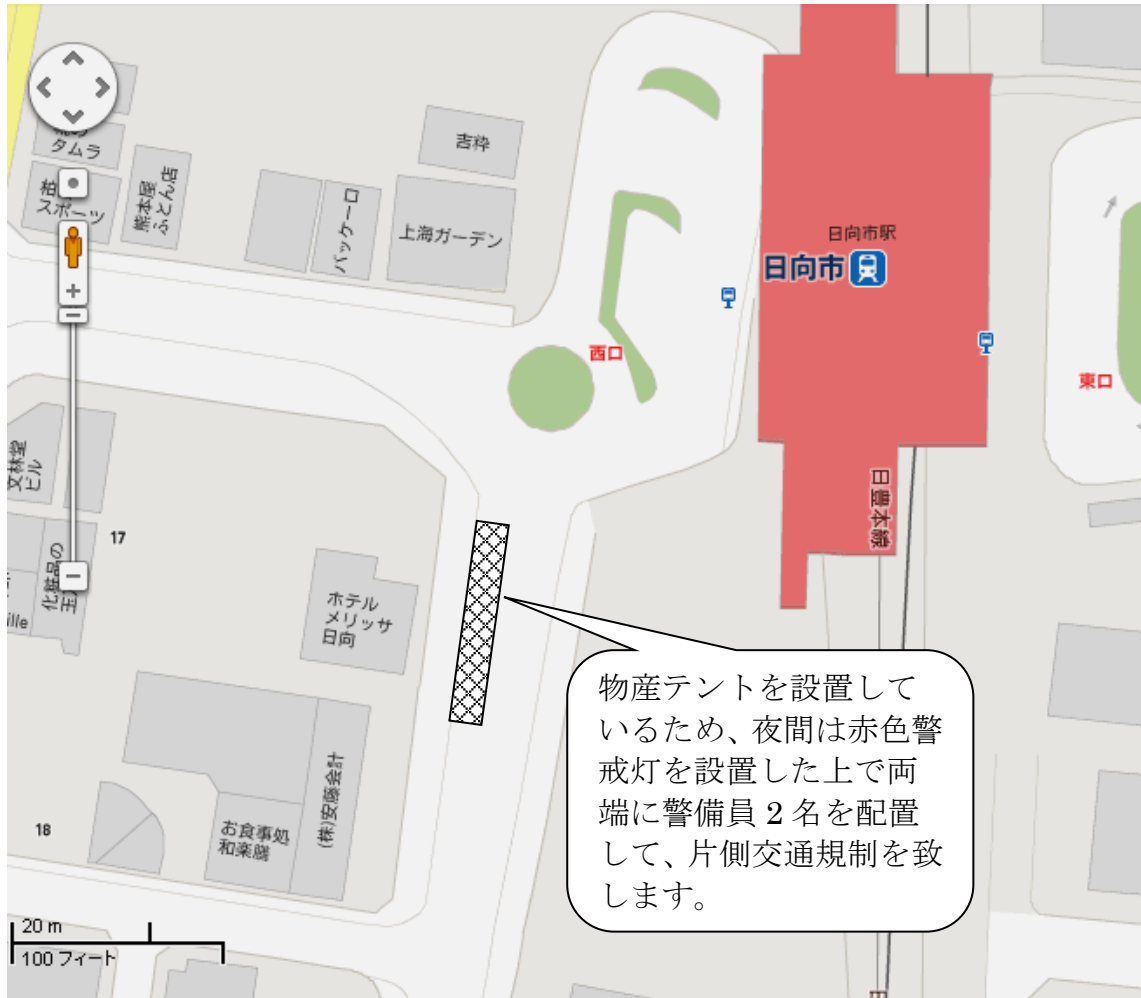 吉粋
タムラ
スポーツ
熊本屋
ふとん店
バッケーロ
上海ガーデン
日向市駅
日向市
西口
東口
文林堂
ビル
17
化粧品の
ホテル
メリッサ
日向
日豊本線
物産テントを設置して
いるため、夜間は赤色警
戒灯を設置した上で両
端に警備員 2 名を配置
して、片側交通規制を致
します。
(株)安藤会計
18
お食事処
和楽膳
20 m
100 フィート